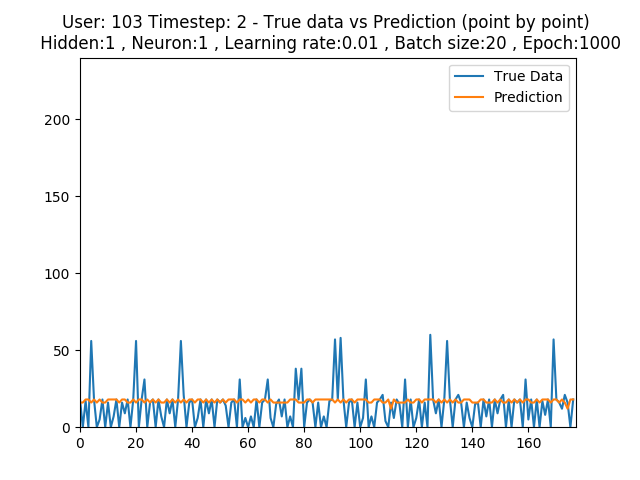 User: 103 Timestep: 2 - True data vs Prediction (point by point)
Hidden:1 , Neuron:1 , Learning rate:0.01 , Batch size:20 , Epoch:1000
True Data
Prediction
200
150
100
50
0
0 20 40 60 80 100 120 140 160